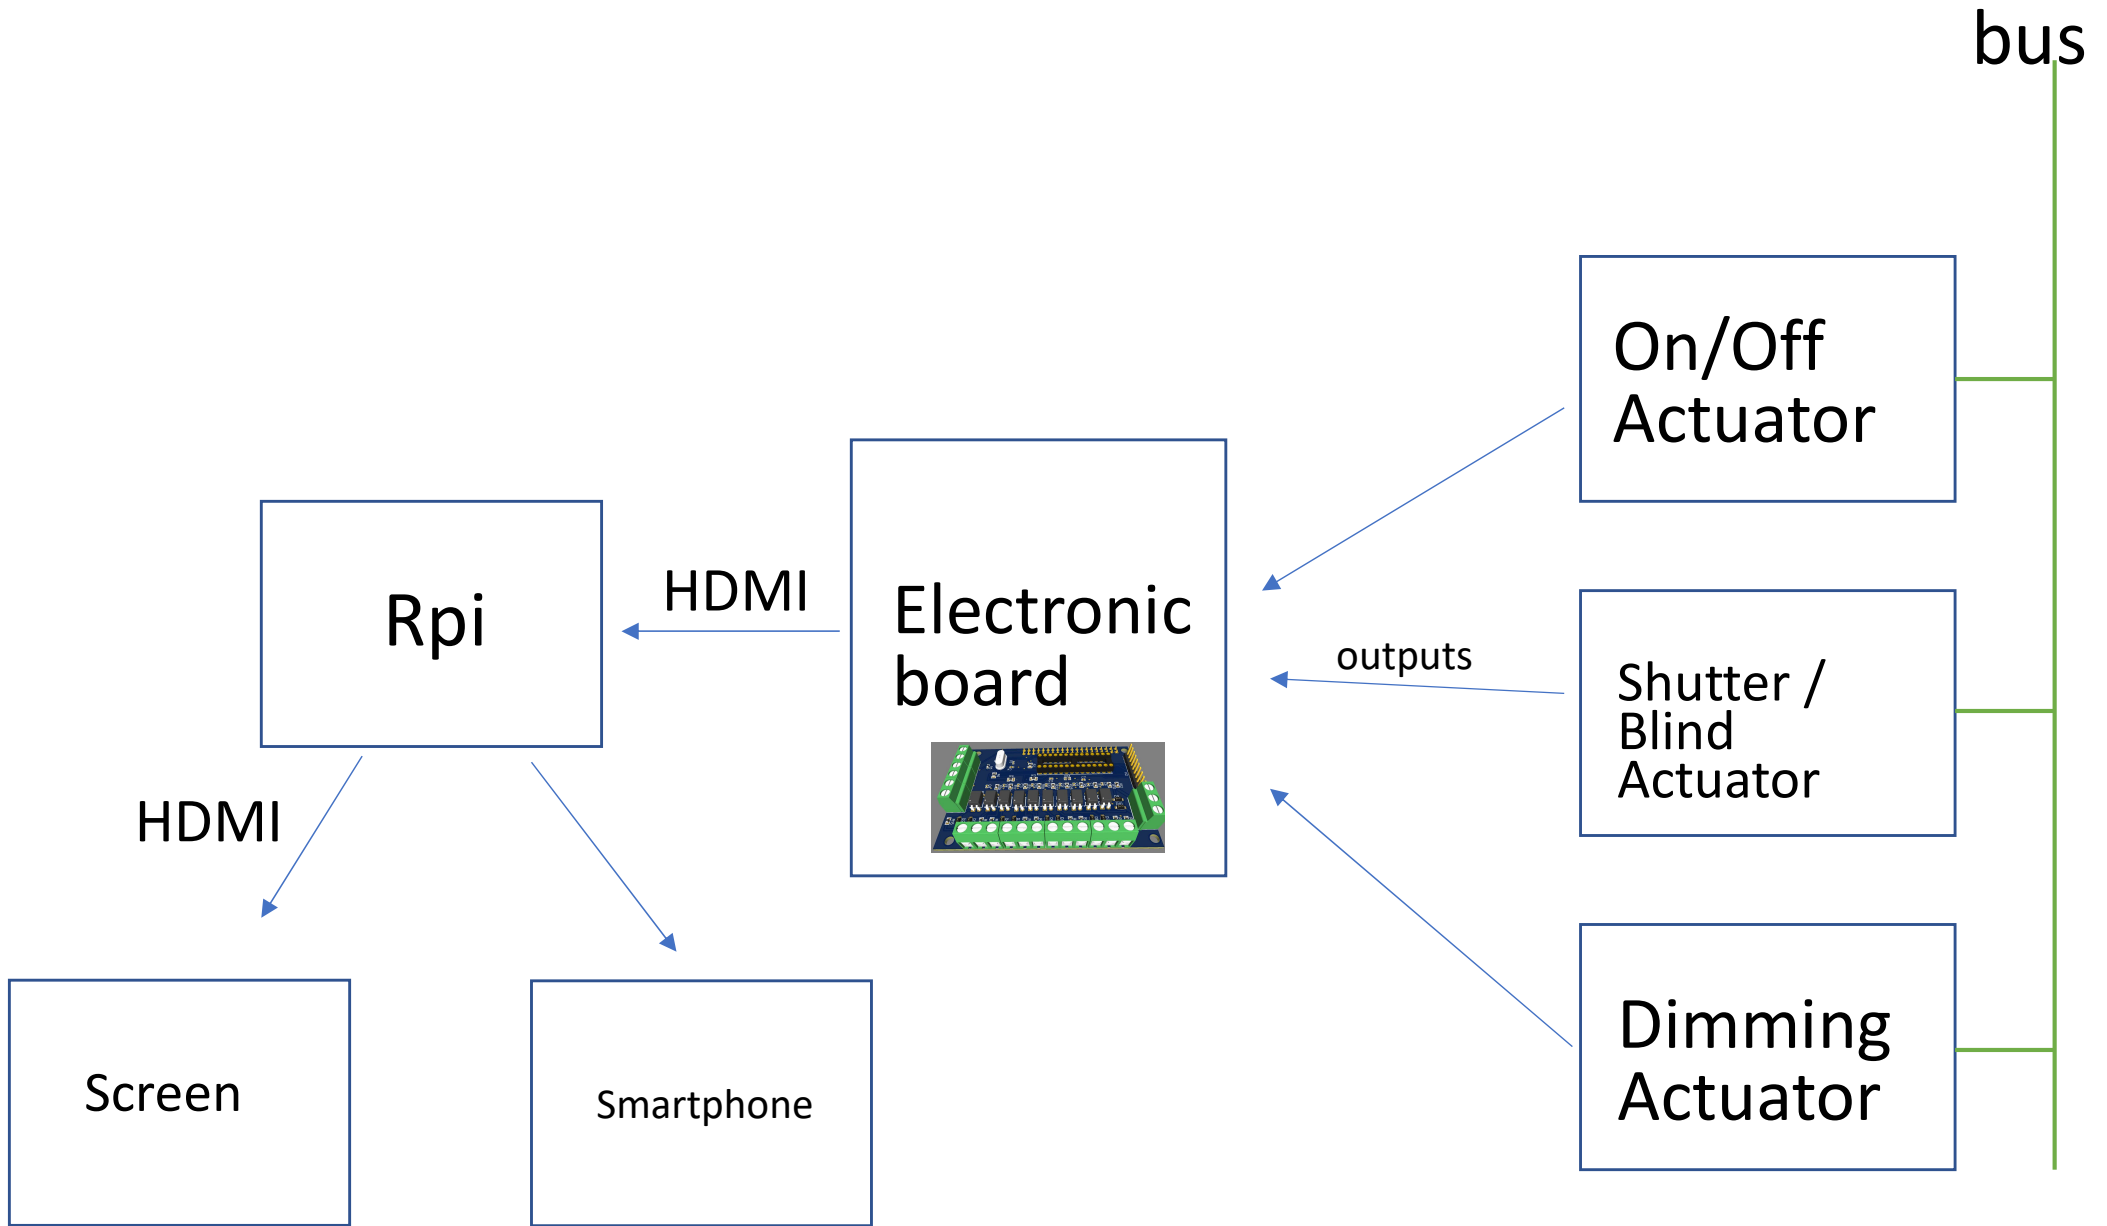 bus
On/Off
Actuator
HDMI
Rpi
Electronic
board
outputs
Shutter /
Blind
Actuator
HDMI
Screen
Smartphone
Dimming
Actuator